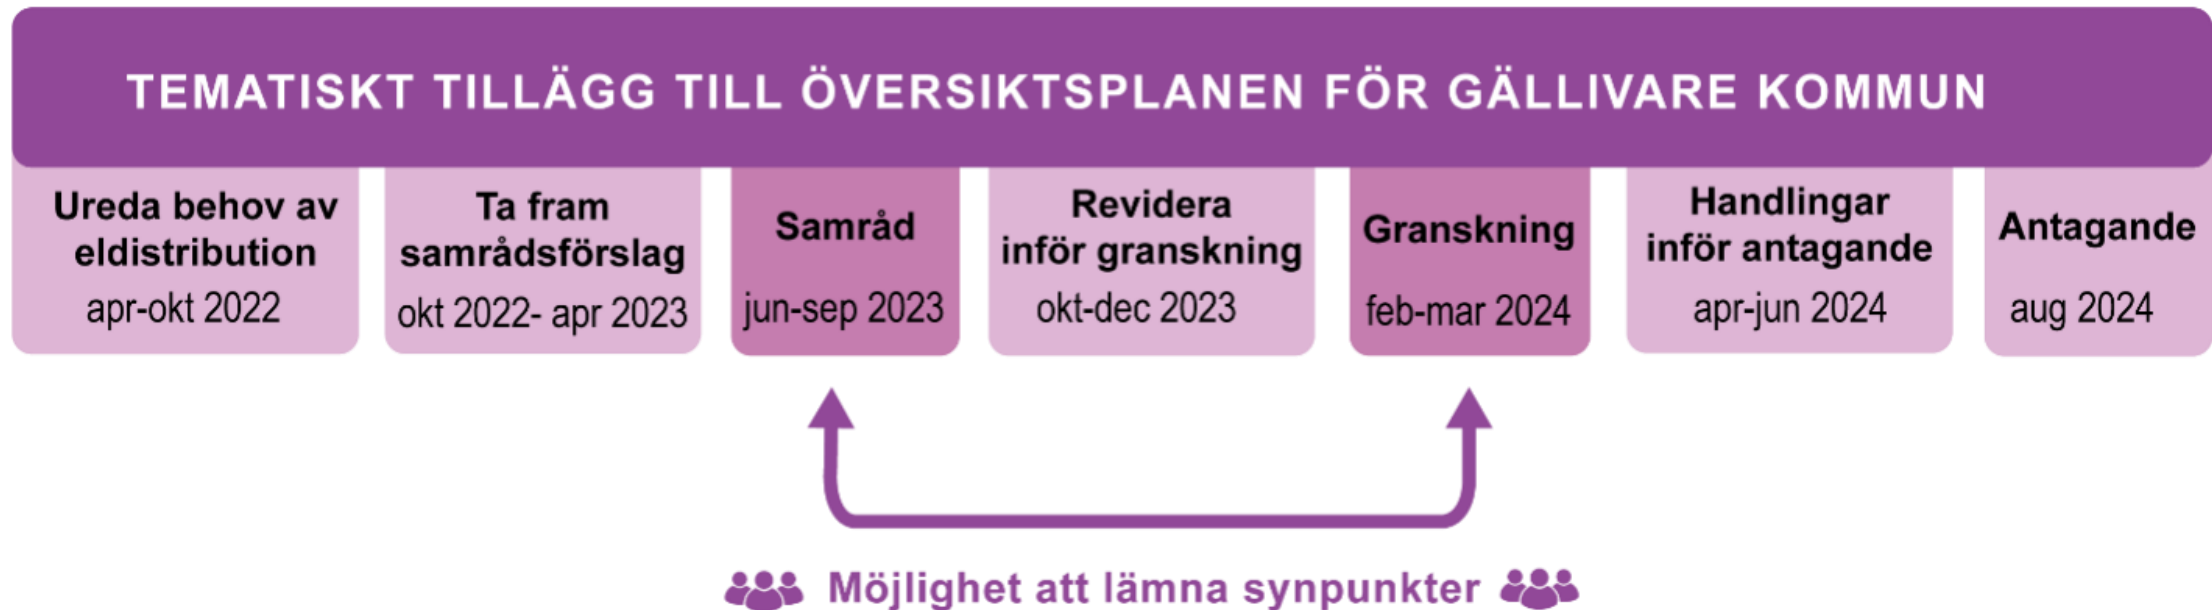 TEMATISKT TILLÄGG TILL ÖVERSIKTSPLANEN FÖR GÄLLIVARE KOMMUN
Ureda behov av
eldistribution
apr-okt 2022
Ta fram
samrådsförslag
okt 2022- apr 2023
Samråd
jun-sep 2023
Revidera
inför granskning
okt-dec 2023
Granskning
feb-mar 2024
Handlingar
inför antagande
apr-jun 2024
Antagande
aug 2024
Möjlighet att lämna synpunkter